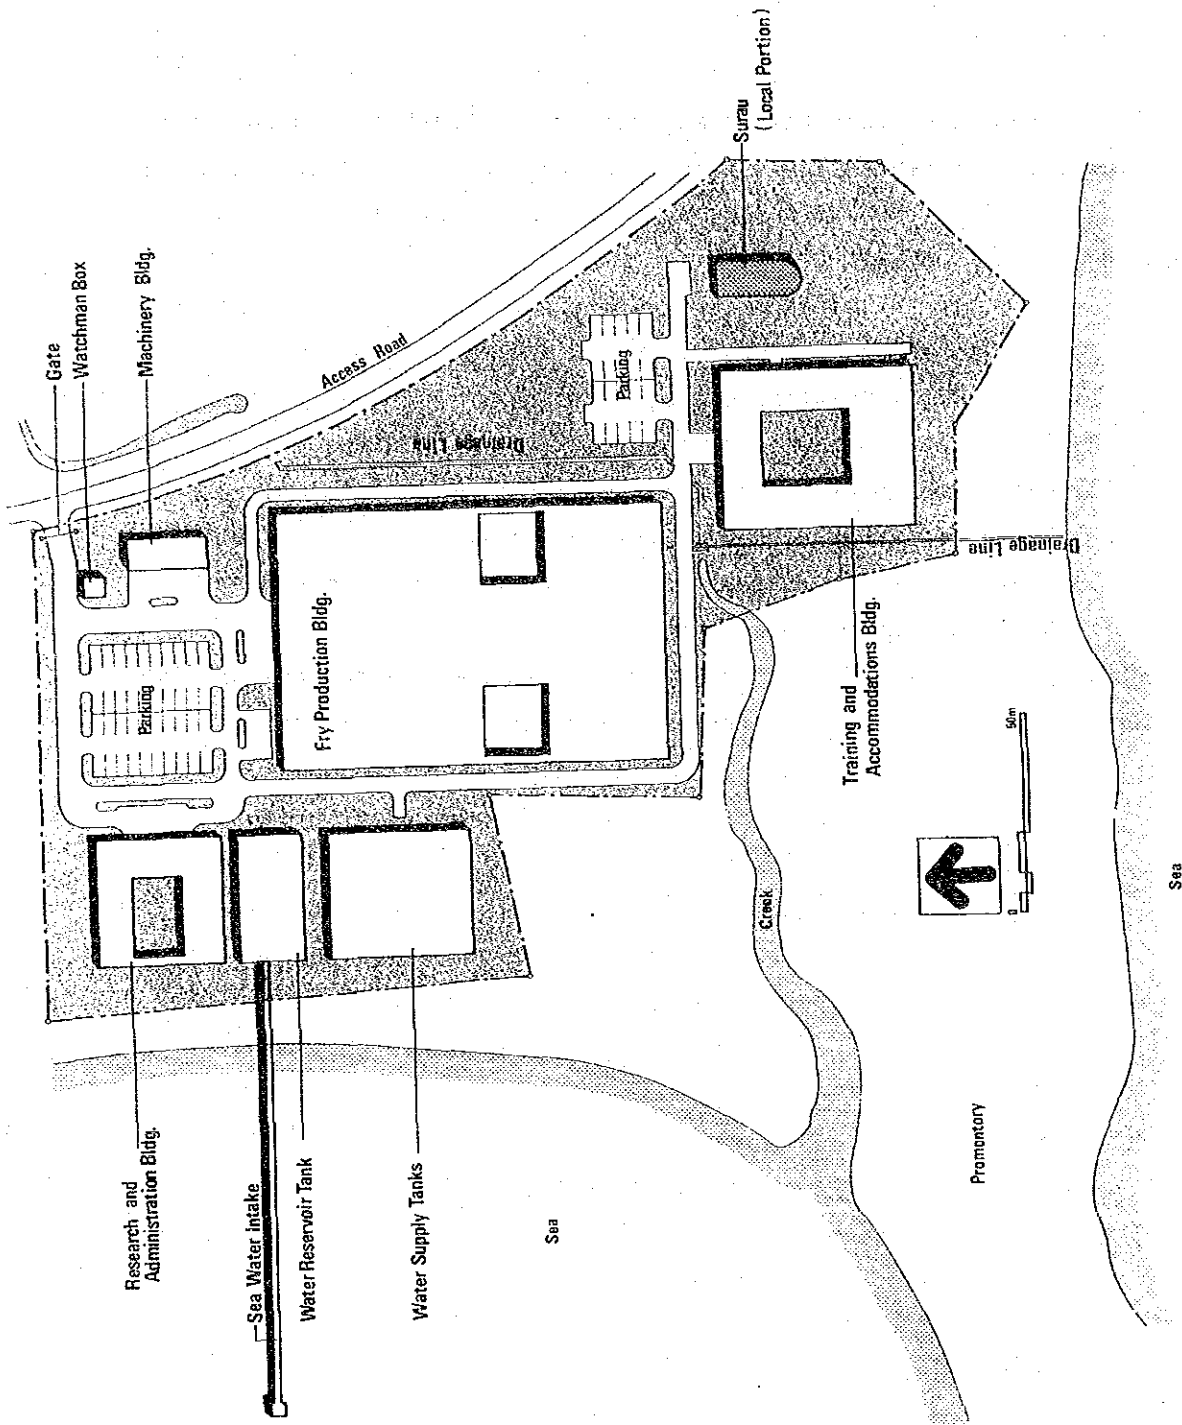 Gate
Watchman Box
Machinery Bldg.
Access Road
Surau
(Local Portion)
Parking
Drainage Line
Parking
Fry Production Bldg.
Drainage Line
Training and
Accommodations Bldg.
Research and
Administration Bldg.
Sea Water Intake
Water Reservoir Tank
Water Supply Tanks
Creek
50m
Sea
Promontory
Sea